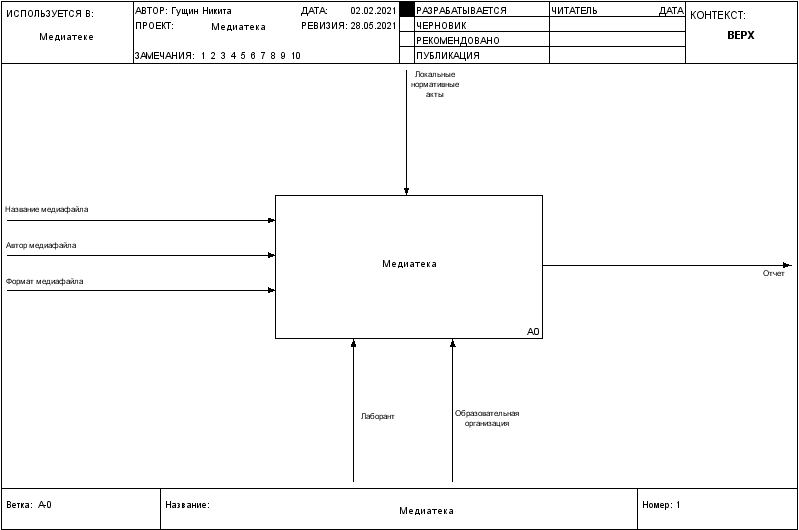 ИСПОЛЬЗУЕТСЯ В:
Медиатеке
АВТОР: Гущин Никита
ДАТА: 02.02.2021
ПРОЕКТ: Медиатека
РЕВИЗИЯ: 28.05.2021
ЗАМЕЧАНИЯ: 1 2 3 4 5 6 7 8 9 10
РАЗРАБАТЫВАЕТСЯ
ЧЕРНОВИК
РЕКОМЕНДОВАНО
ПУБЛИКАЦИЯ
ЧИТАТЕЛЬ ДАТА
КОНТЕКСТ:
ВЕРХ
Локальные
нормативные
акты
Название медиафайла
Автор медиафайла
Формат медиафайла
Медиатека
A0
Отчет
Лаборант
Образовательная
организация
Ветка: A-0
Название:
Медиатека
Номер: 1